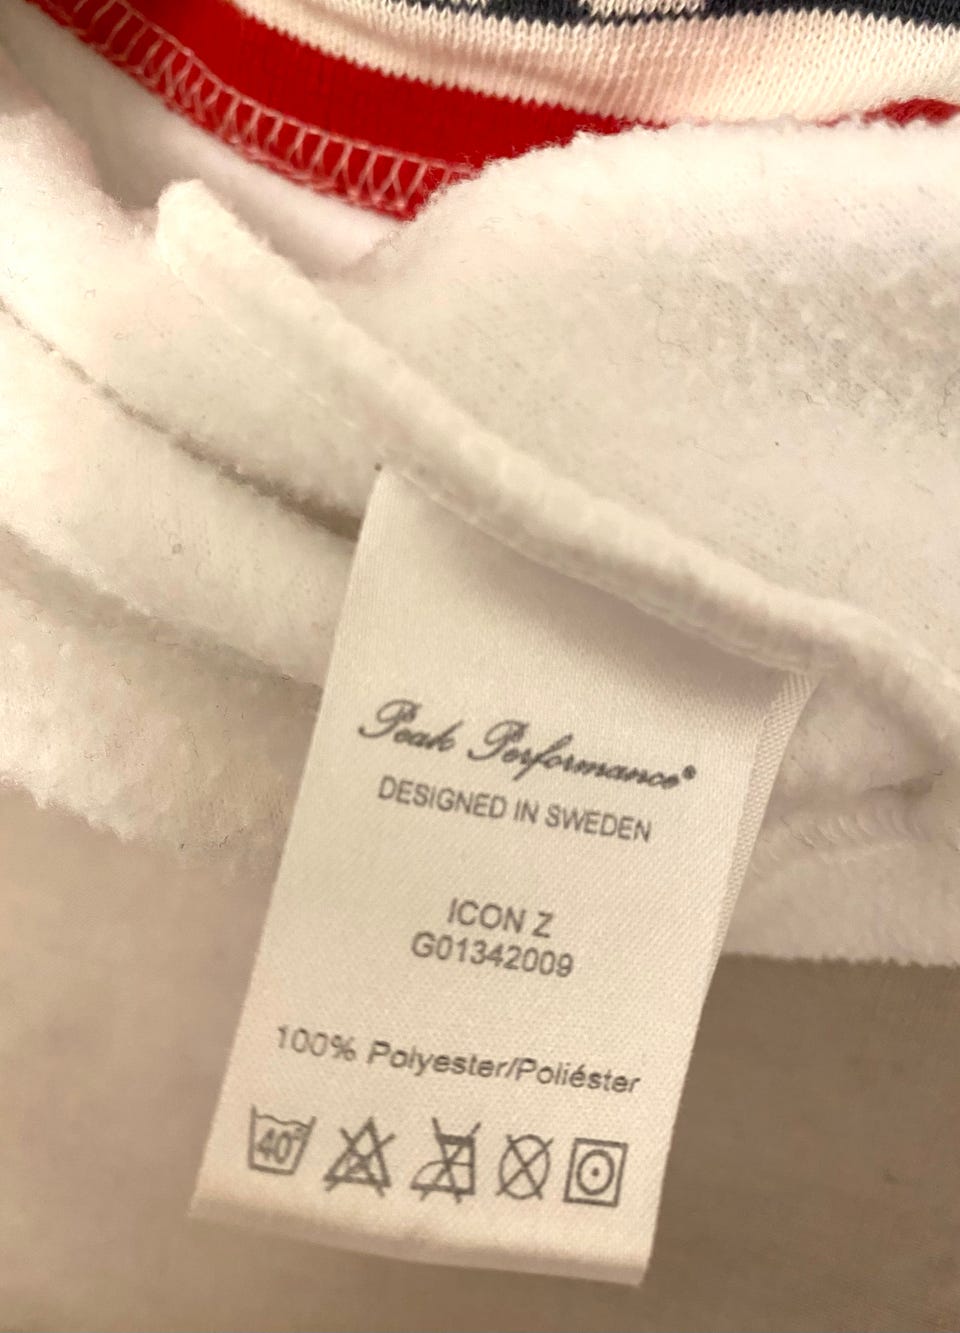 Peak Performance®
DESIGNED IN SWEDEN
ICON Z
G01342009
100% Polyester/Poliéster
40°